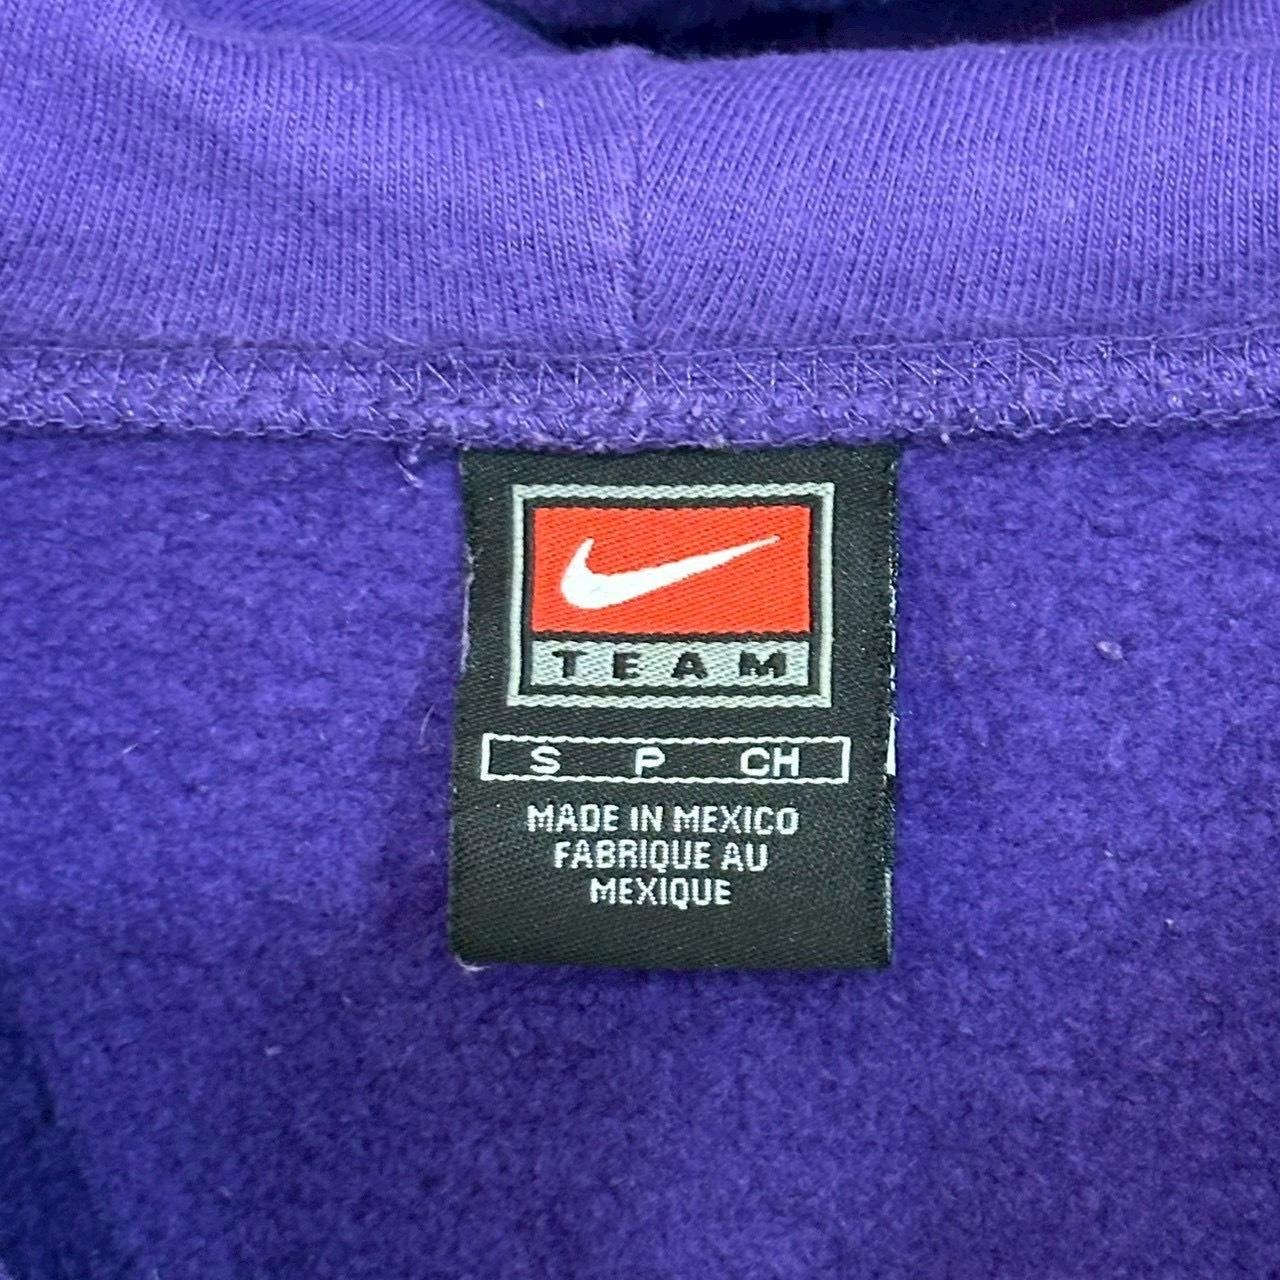 TEAM
S P CH
MADE IN MEXICO
FABRIQUE AU
MEXIQUE